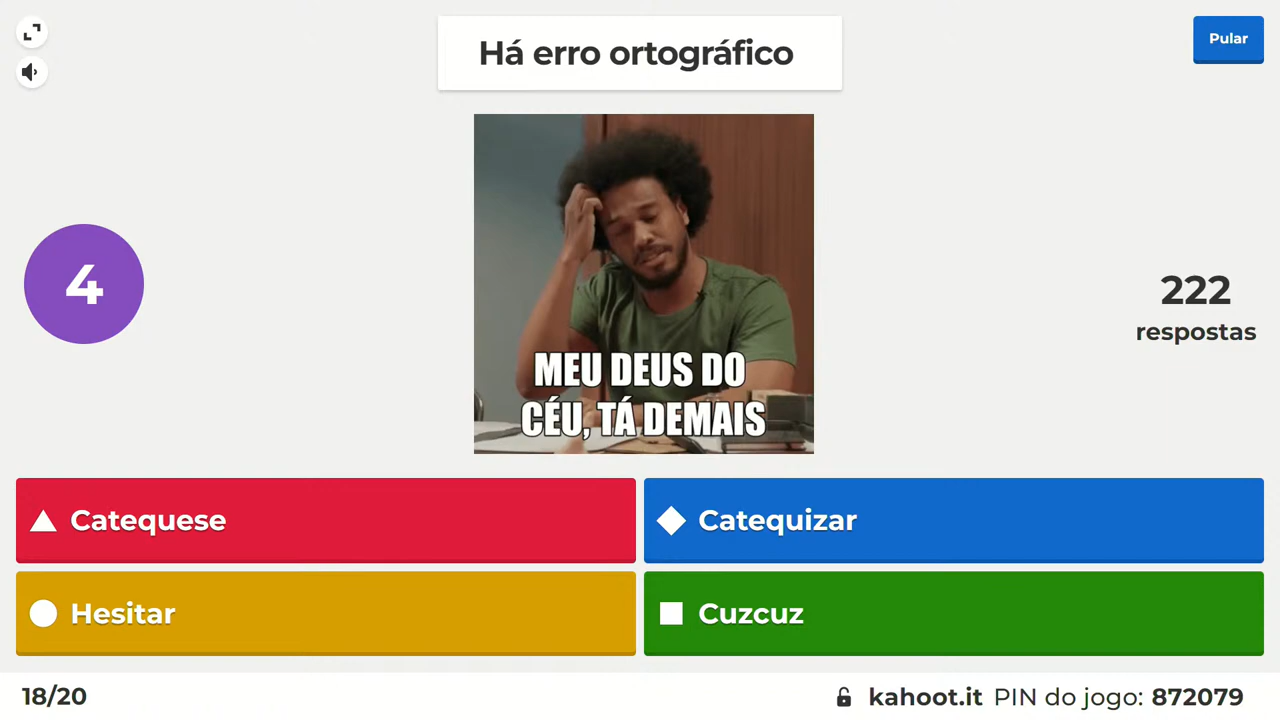 Há erro ortográfico
Pular
4
222
respostas
MEU DEUS DO
CÉU, TÁ DEMAIS
Catequese
Catequizar
Hesitar
Cuzcuz
18/20
kahoot.it PIN do jogo: 872079